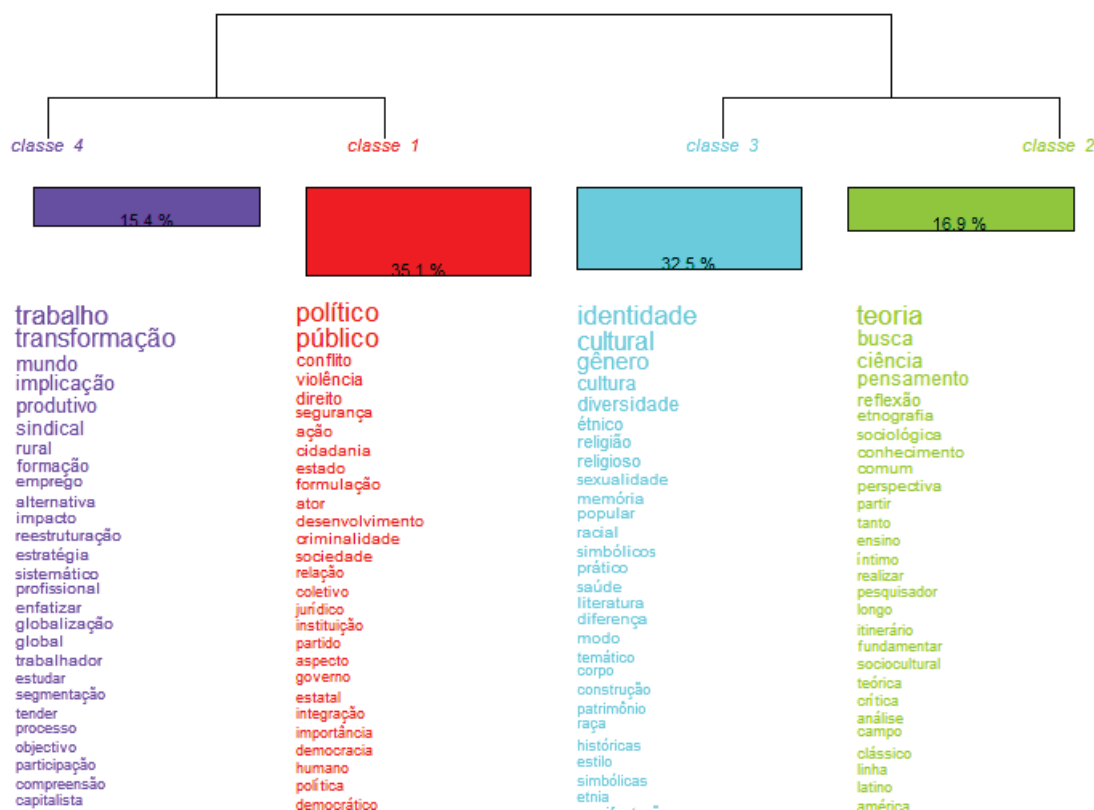 classe 4
classe 1
classe 3
classe 2
15.4 %
35.1 %
32.5 %
16.9 %
trabalho
transformação
mundo
implicação
produtivo
sindical
rural
formação
emprego
alternativa
impacto
reestruturação
estratégia
sistemático
profissional
enfatizar
globalização
global
trabalhador
estudar
segmentação
tender
processo
objectivo
participação
compreensão
capitalista
político
público
conflito
violência
direito
segurança
ação
cidadania
estado
formulação
ator
desenvolvimento
criminalidade
sociedade
relação
coletivo
jurídico
instituição
partido
aspecto
governo
estatal
integração
importância
democracia
humano
política
democrático
identidade
cultural
gênero
cultura
diversidade
étnico
religião
religioso
sexualidade
memória
popular
racial
simbólicos
prático
saúde
literatura
diferença
modo
temático
corpo
construção
patrimônio
raça
históricas
estilo
simbólicas
etnia
teoria
busca
ciência
pensamento
reflexão
etnografia
sociológica
conhecimento
comum
perspectiva
partir
tanto
ensino
íntimo
realizar
pesquisador
longo
itinerário
fundamentar
sociocultural
teórica
crítica
análise
campo
clássico
linha
latino
américa